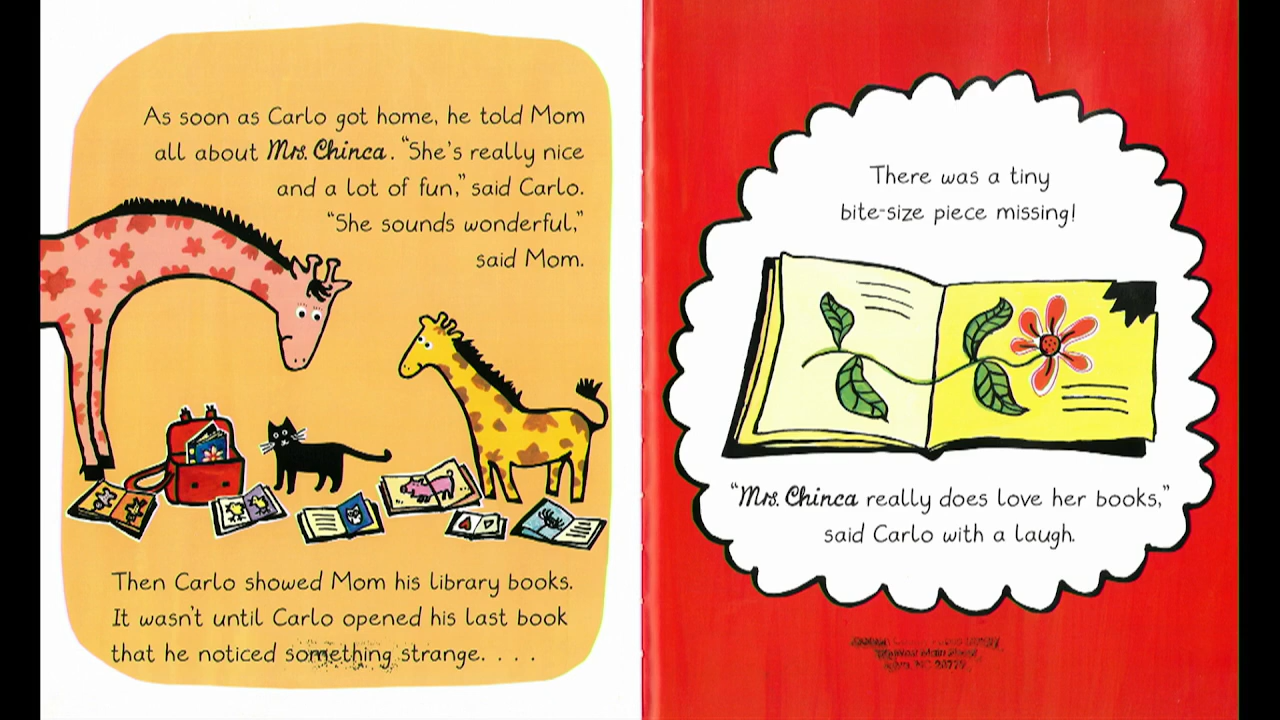 As soon as Carlo got home, he told Mom
all about Mrs. Chinca. “She's really nice
and a lot of fun,” said Carlo.
“She sounds wonderful,”
said Mom.
Then Carlo showed Mom his library books.
It wasn't until Carlo opened his last book
that he noticed something strange. . . .
There was a tiny
bite-size piece missing!
“Mrs. Chinca really does love her books,”
said Carlo with a laugh.
Main Street